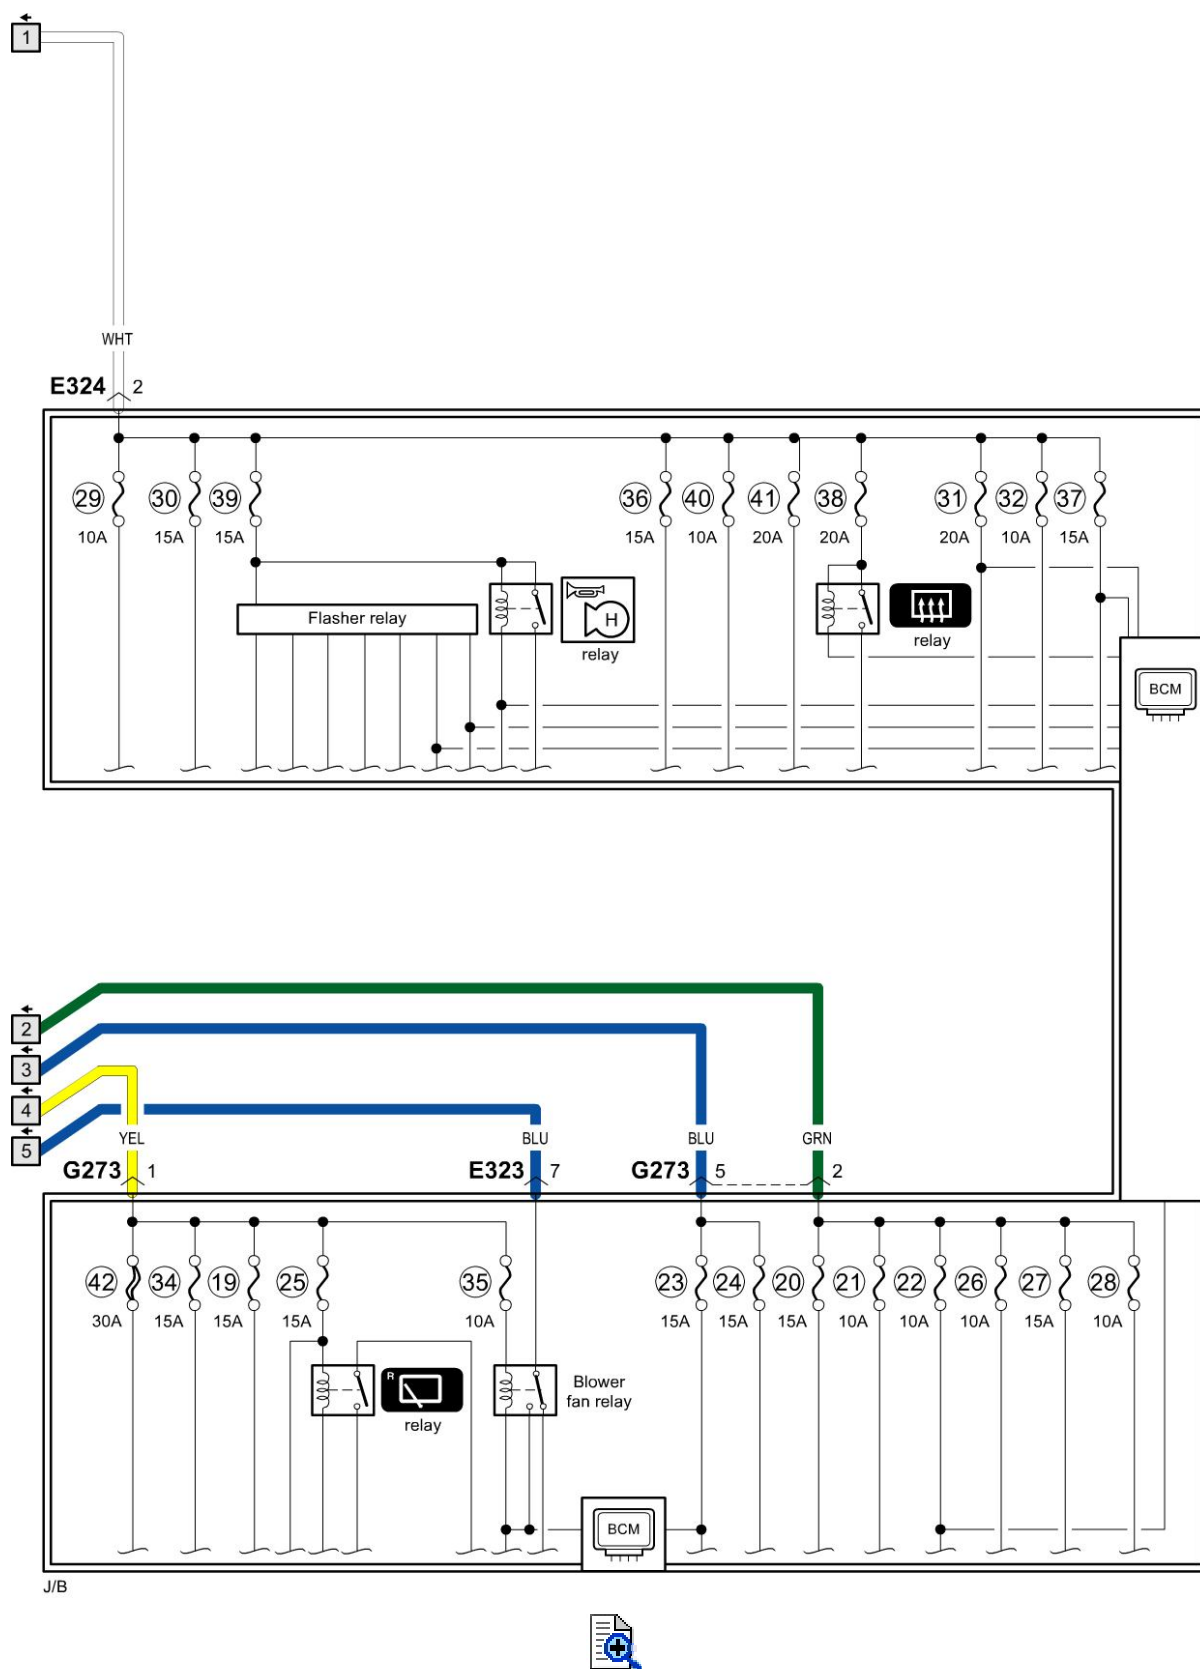 1
WHT
E324 2
29 30 39 36 40 41 38 31 32 37
10A 15A 15A 15A 10A 20A 20A 20A 10A 15A
Flasher relay
H
relay
relay
BCM
2
3
4
5
YEL BLU BLU GRN
G273 1 E323 7 G273 5 2
42 34 19 25 35 23 24 20 21 22 26 27 28
30A 15A 15A 15A 10A 15A 15A 15A 10A 10A 10A 15A 10A
R
Blower
fan relay
relay
BCM
J/B